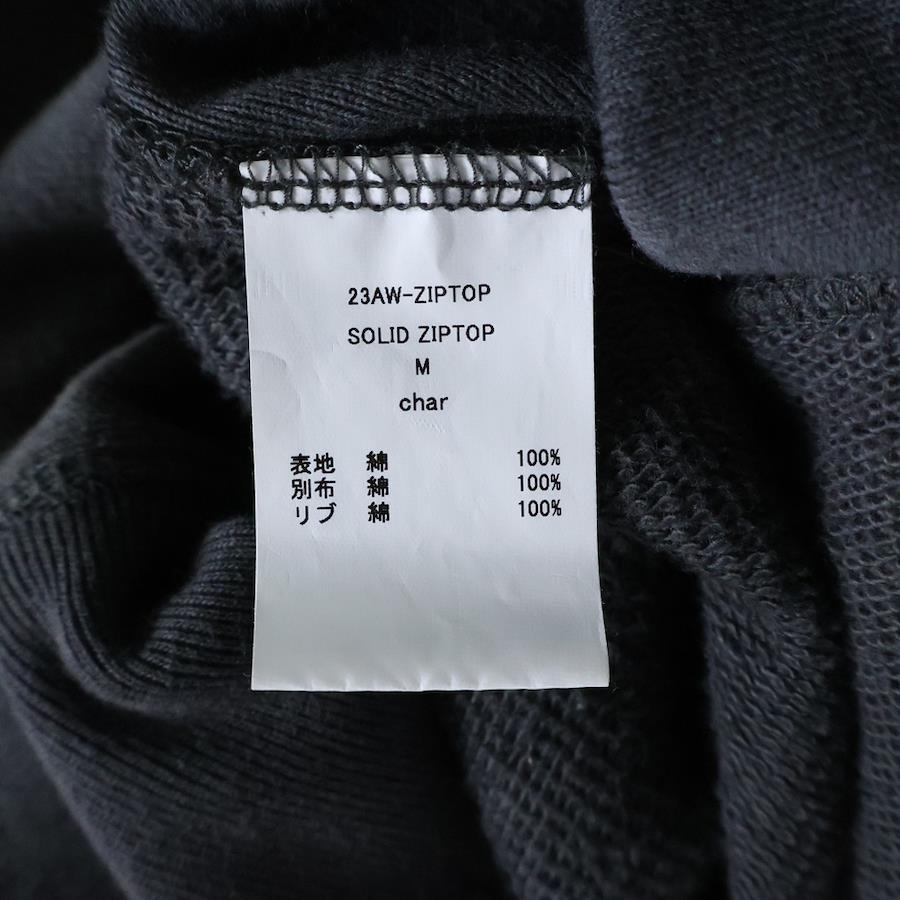 23AW-ZIPTOP
SOLID ZIPTOP
M
char
表地 綿 100%
別布 綿 100%
リブ 綿 100%